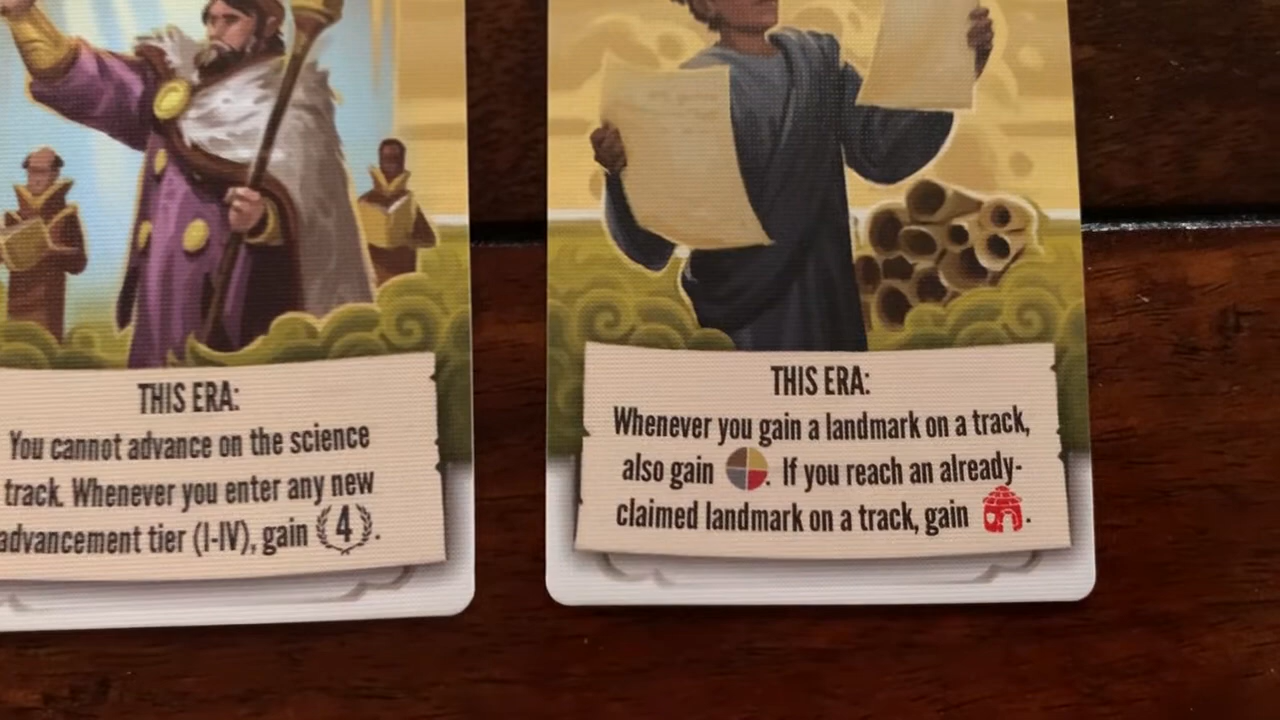 THIS ERA:
You cannot advance on the science
track. Whenever you enter any new
advancement tier (I-IV), gain 4.
THIS ERA:
Whenever you gain a landmark on a track,
also gain . If you reach an already-
claimed landmark on a track, gain .